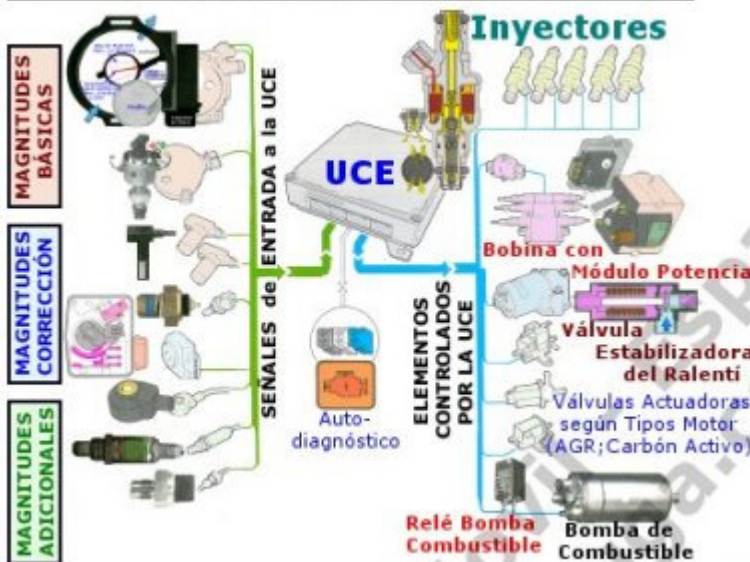 Inyectores
MAGNITUDES
BÁSICAS
MAGNITUDES
CORRECCIÓN
MAGNITUDES
ADICIONALES
SEÑALES de ENTRADA a la UCE
UCE
Auto-
diagnóstico
ELEMENTOS
CONTROLADOS
POR LA UCE
Bobina con
Módulo Potencia
Válvula
Estabilizadora
del Ralentí
Válvulas Actuadoras
según Tipos Motor
(AGR;Carbón Activo)
Relé Bomba
Combustible
Bomba de
Combustible